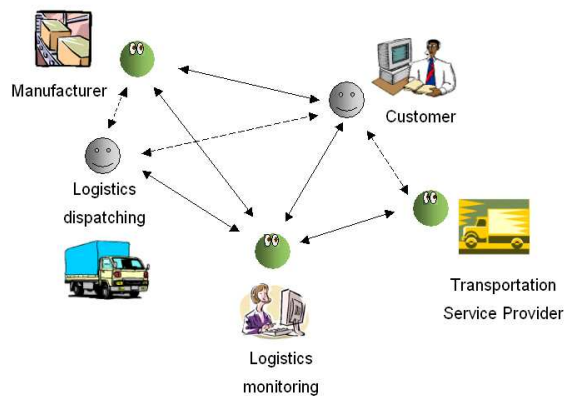 Manufacturer
Customer
Logistics
dispatching
Transportation
Service Provider
Logistics
monitoring